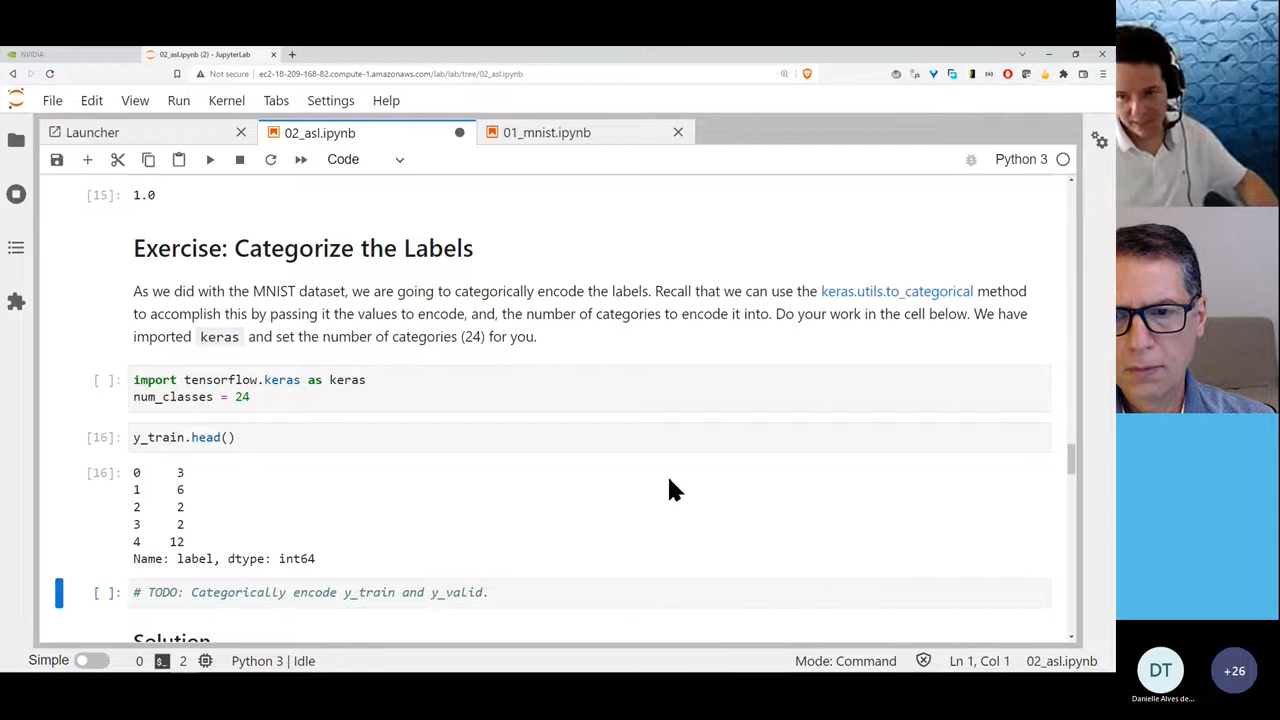 NVIDIA
02_asl.ipynb (2) - JupyterLab
Not secure
ec2-18-209-168-82.compute-1.amazonaws.com/lab/lab/tree/02_asl.ipynb
File Edit View Run Kernel Tabs Settings Help
Launcher
02_asl.ipynb
01_mnist.ipynb
Code
Python 3
[15]: 1.0
Exercise: Categorize the Labels
As we did with the MNIST dataset, we are going to categorically encode the labels. Recall that we can use the keras.utils.to_categorical method
to accomplish this by passing it the values to encode, and, the number of categories to encode it into. Do your work in the cell below. We have
imported keras and set the number of categories (24) for you.
[ ]: import tensorflow.keras as keras
num_classes = 24
[16]: y_train.head()
[16]: 0 3
1 6
2 2
3 2
4 12
Name: label, dtype: int64
[ ]: # TODO: Categorically encode y_train and y_valid.
Solution
Simple 0 2 Python 3 | Idle Mode: Command Ln 1, Col 1 02_asl.ipynb
DT
+26
Danielle Alves de...